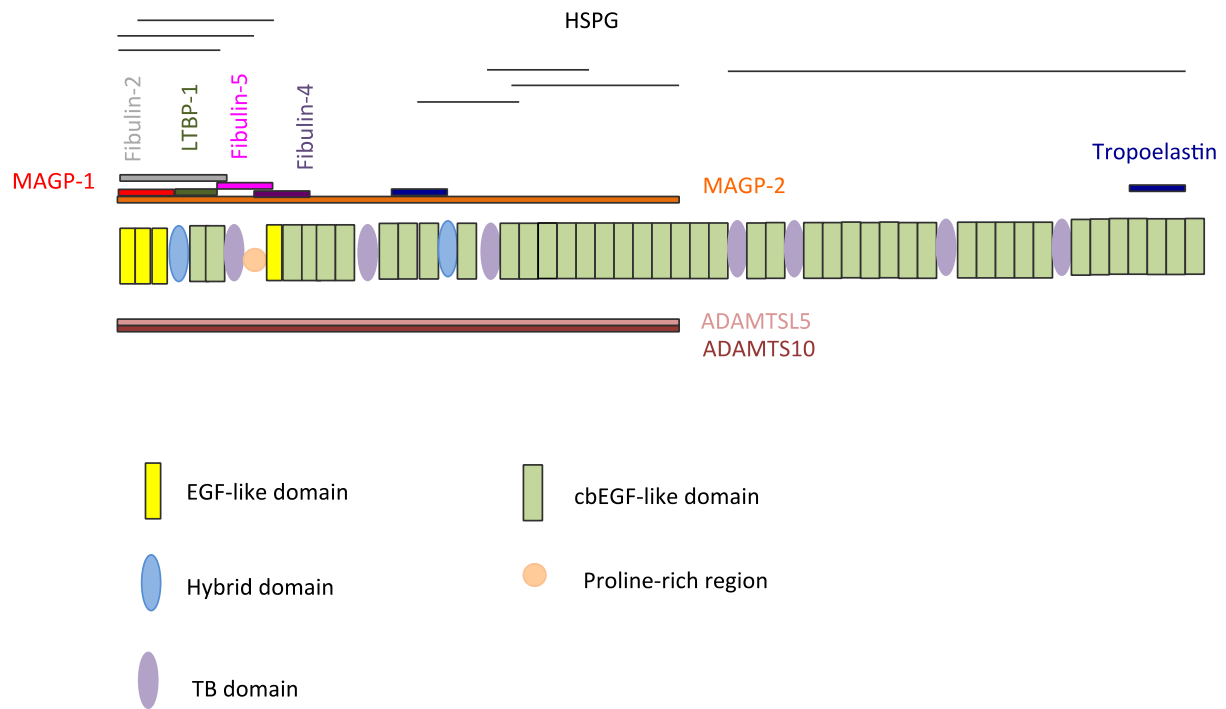 HSPG
Fibulin-2
LTBP-1
Fibulin-5
Fibulin-4
Tropoelastin
MAGP-1
MAGP-2
ADAMTSL5
ADAMTS10
EGF-like domain
cbEGF-like domain
Hybrid domain
Proline-rich region
TB domain